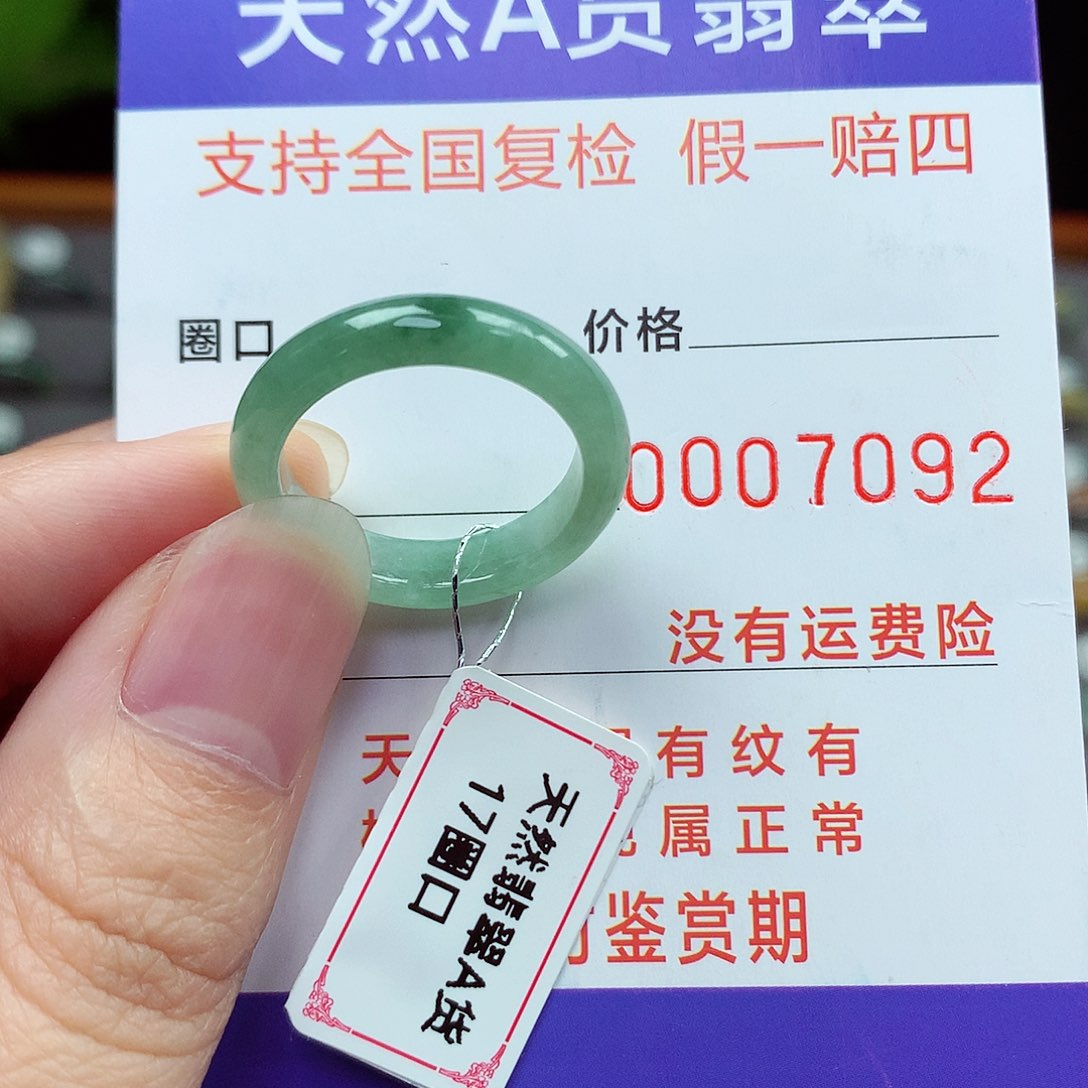 天然A货翡翠
支持全国复检 假一赔四
圈口
价格
0007092
没有运费险
天
有纹有
属正常
鉴赏期
天然翡翠A货
17圈口